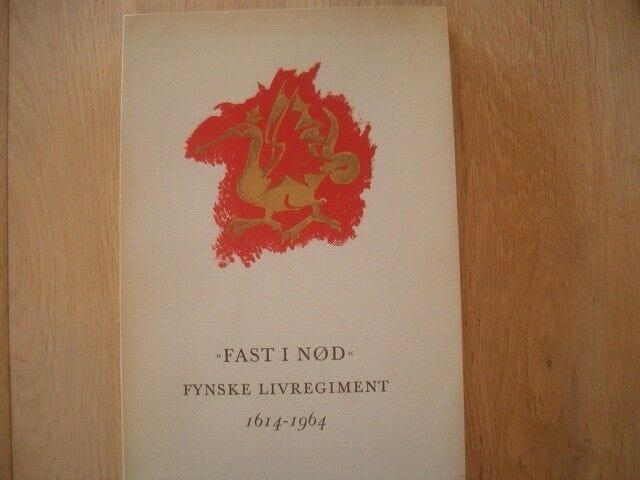 »FAST I NØD«
FYNSKE LIVREGIMENT
1614-1964